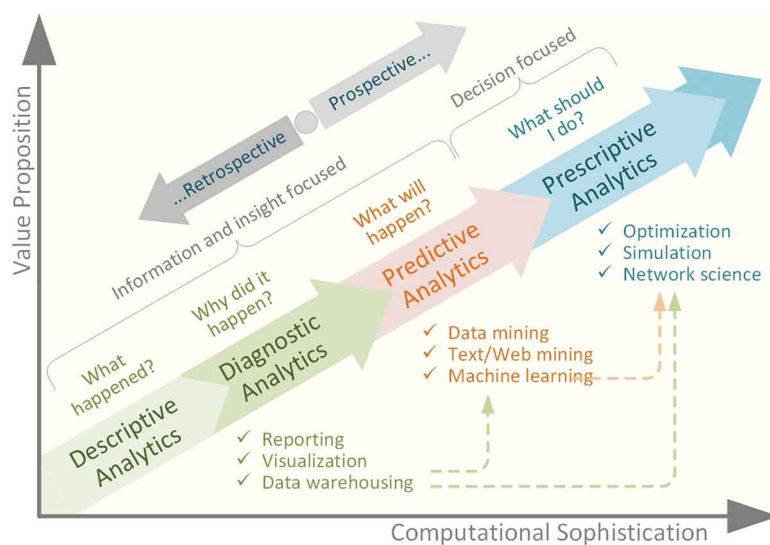 Value Proposition
...Retrospective
Prospective...
Information and insight focused
Decision focused
What
happened?
Why did it
happen?
What will
happen?
What should
I do?
Descriptive
Analytics
Diagnostic
Analytics
Predictive
Analytics
Prescriptive
Analytics
✓ Reporting
✓ Visualization
✓ Data warehousing
✓ Data mining
✓ Text/Web mining
✓ Machine learning
✓ Optimization
✓ Simulation
✓ Network science
Computational Sophistication